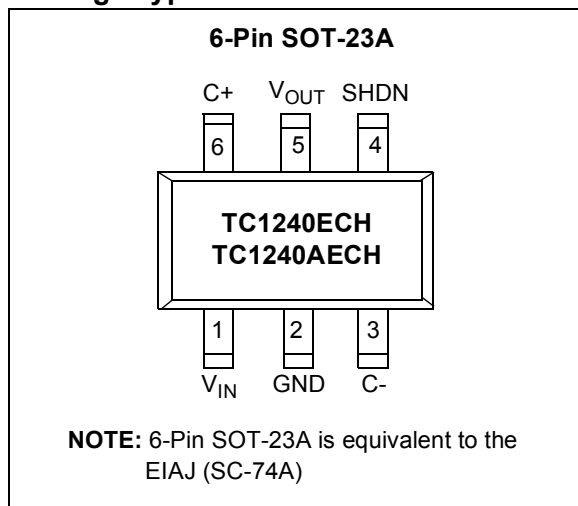 6-Pin SOT-23A
C+ VOUT SHDN
6 5 4
TC1240ECH
TC1240AECH
1 2 3
VIN GND C-
NOTE: 6-Pin SOT-23A is equivalent to the
EIAJ (SC-74A)